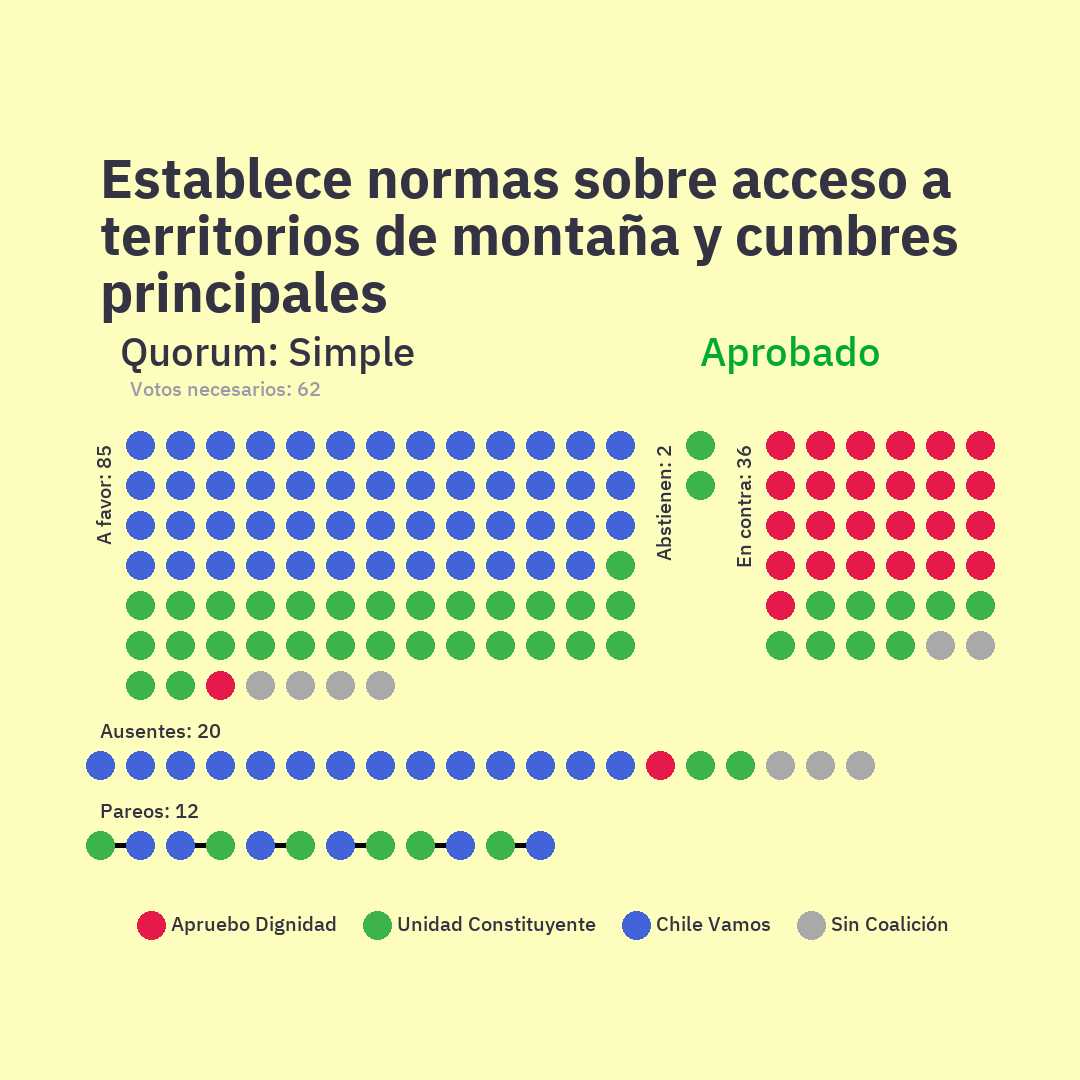 Establece normas sobre acceso a
territorios de montaña y cumbres
principales
Quorum: Simple
Aprobado
Votos necesarios: 62
A favor: 85
Abstienen: 2
En contra: 36
Ausentes: 20
Pareos: 12
Apruebo Dignidad
Unidad Constituyente
Chile Vamos
Sin Coalición